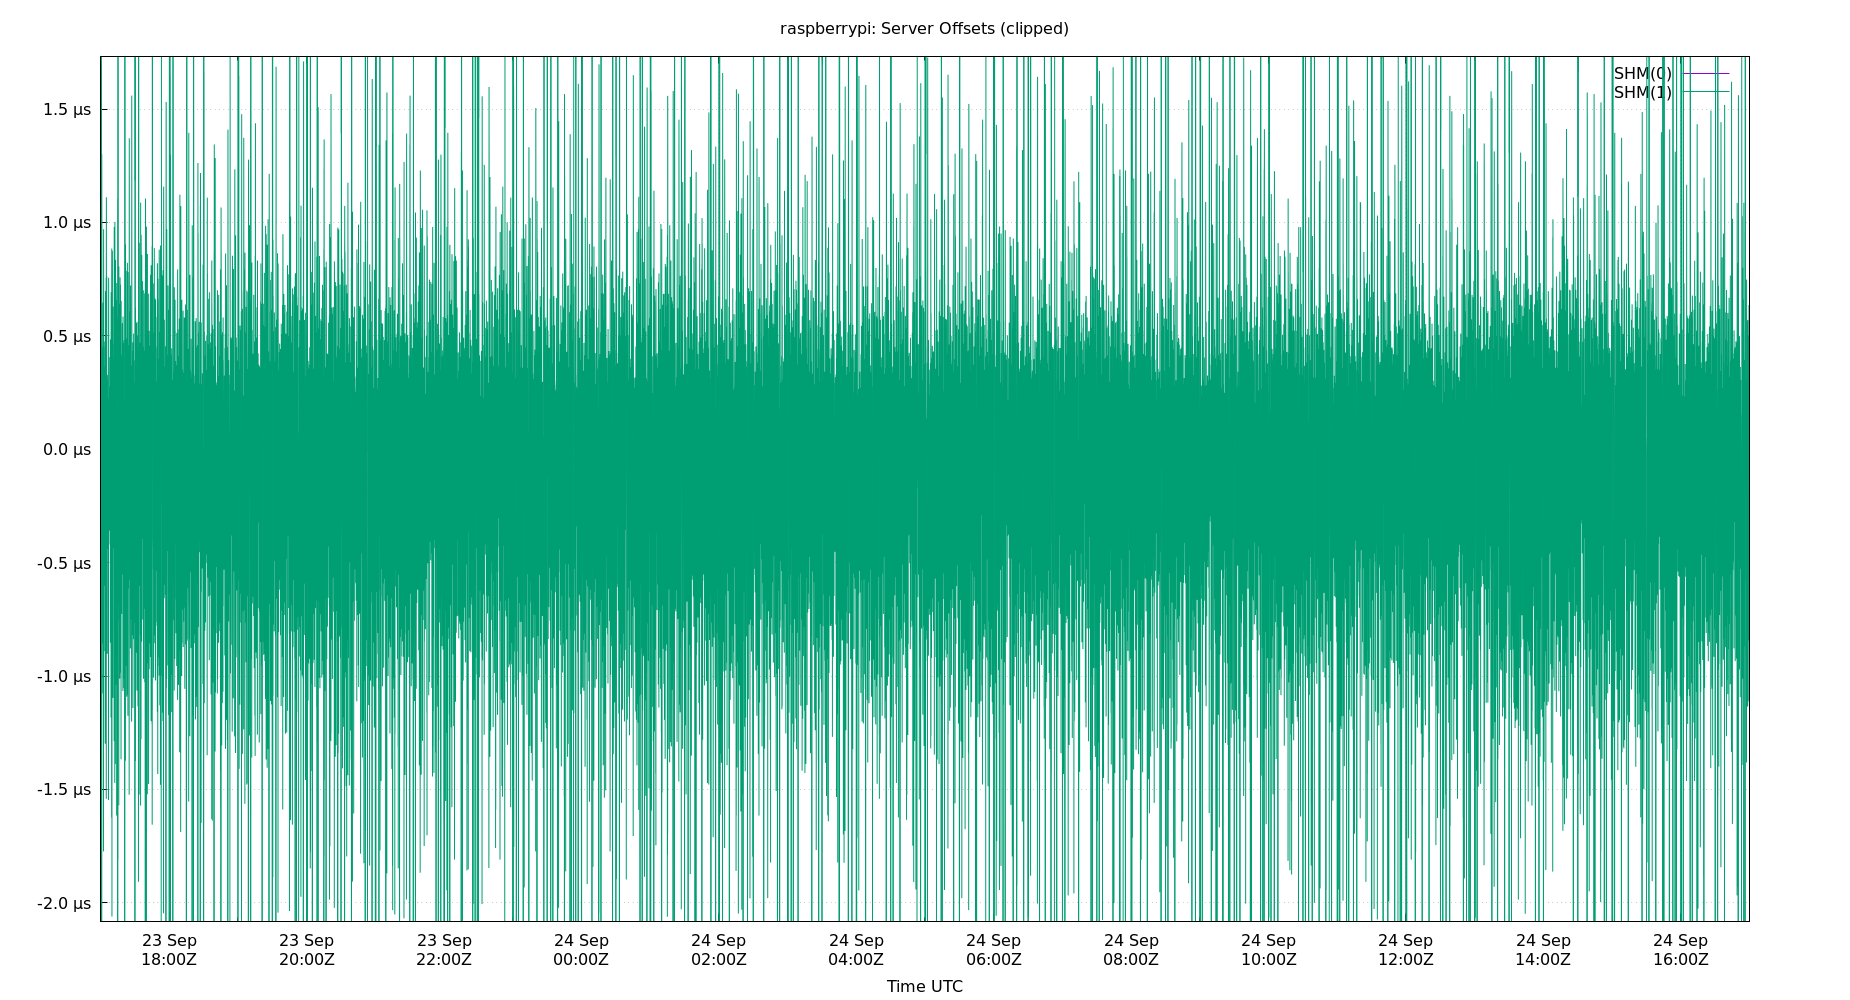 raspberrypi: Server Offsets (clipped)
SHM(0)
SHM(1)
1.5 µs
1.0 µs
0.5 µs
0.0 µs
-0.5 µs
-1.0 µs
-1.5 µs
-2.0 µs
23 Sep 23 Sep 23 Sep 24 Sep 24 Sep 24 Sep 24 Sep 24 Sep 24 Sep 24 Sep 24 Sep 24 Sep
18:00Z 20:00Z 22:00Z 00:00Z 02:00Z 04:00Z 06:00Z 08:00Z 10:00Z 12:00Z 14:00Z 16:00Z
Time UTC